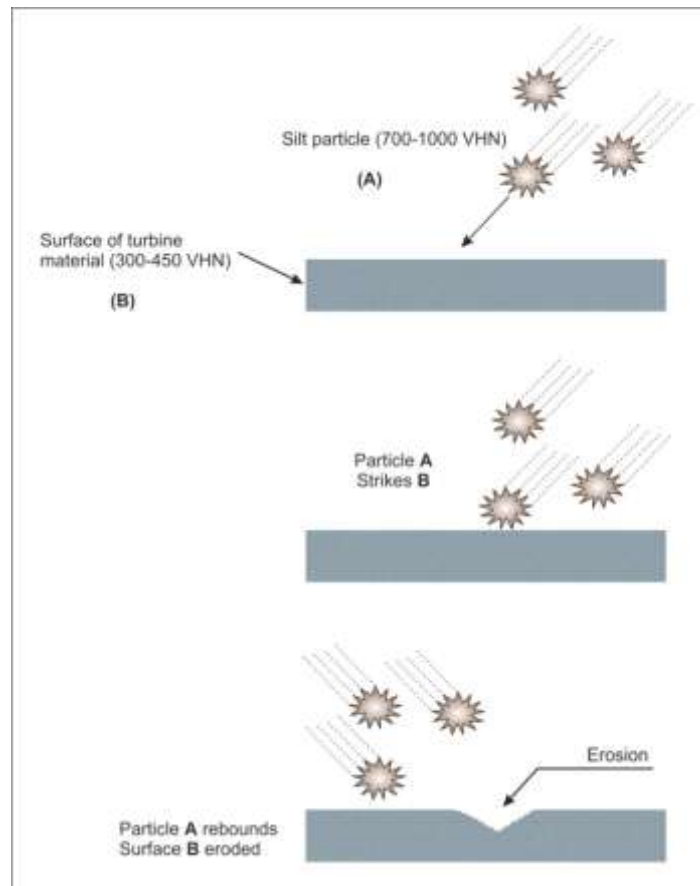 Silt particle (700-1000 VHN)
(A)
Surface of turbine
material (300-450 VHN)
(B)
Particle A
Strikes B
Erosion
Particle A rebounds
Surface B eroded